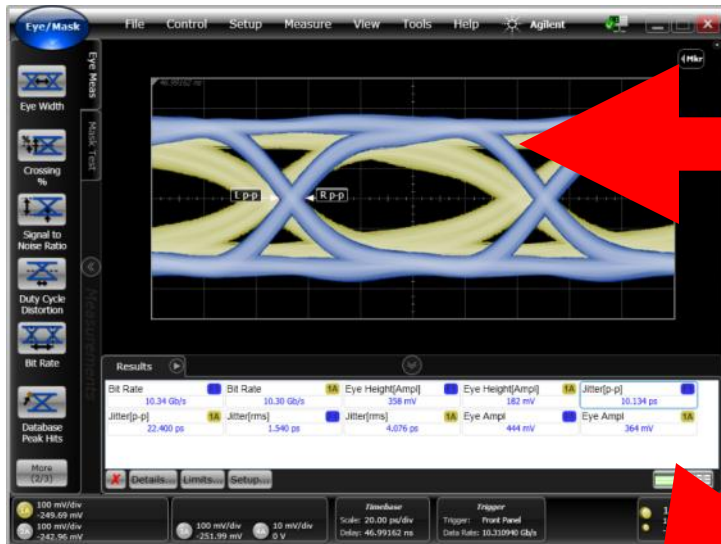 Eye/Mask File Control Setup Measure View Tools Help Agilent
Mkr
Eye Meas
Mask Test
Eye Width
Crossing %
Signal to Noise Ratio
Duty Cycle Distortion
Bit Rate
Database Peak Hits
More (2/3)
Measurements
46.99162 ns
L p-p
R p-p
Results
Bit Rate Bit Rate 1A Eye Height[Ampl] Eye Height[Ampl] 1A Jitter[p-p]
10.34 Gb/s 10.30 Gb/s 358 mV 182 mV 10.134 ps
Jitter[p-p] 1A Jitter[rms] Jitter[rms] 1A Eye Ampl Eye Ampl 1A
22.400 ps 1.540 ps 4.076 ps 444 mV 364 mV
Details... Limits... Setup...
100 mV/div
-249.69 mV
100 mV/div
-242.96 mV
100 mV/div
-251.99 mV
10 mV/div
0 V
Timebase
Scale: 20.00 ps/div
Delay: 46.99162 ns
Trigger
Trigger: Front Panel
Data Rate: 10.310940 Gb/s